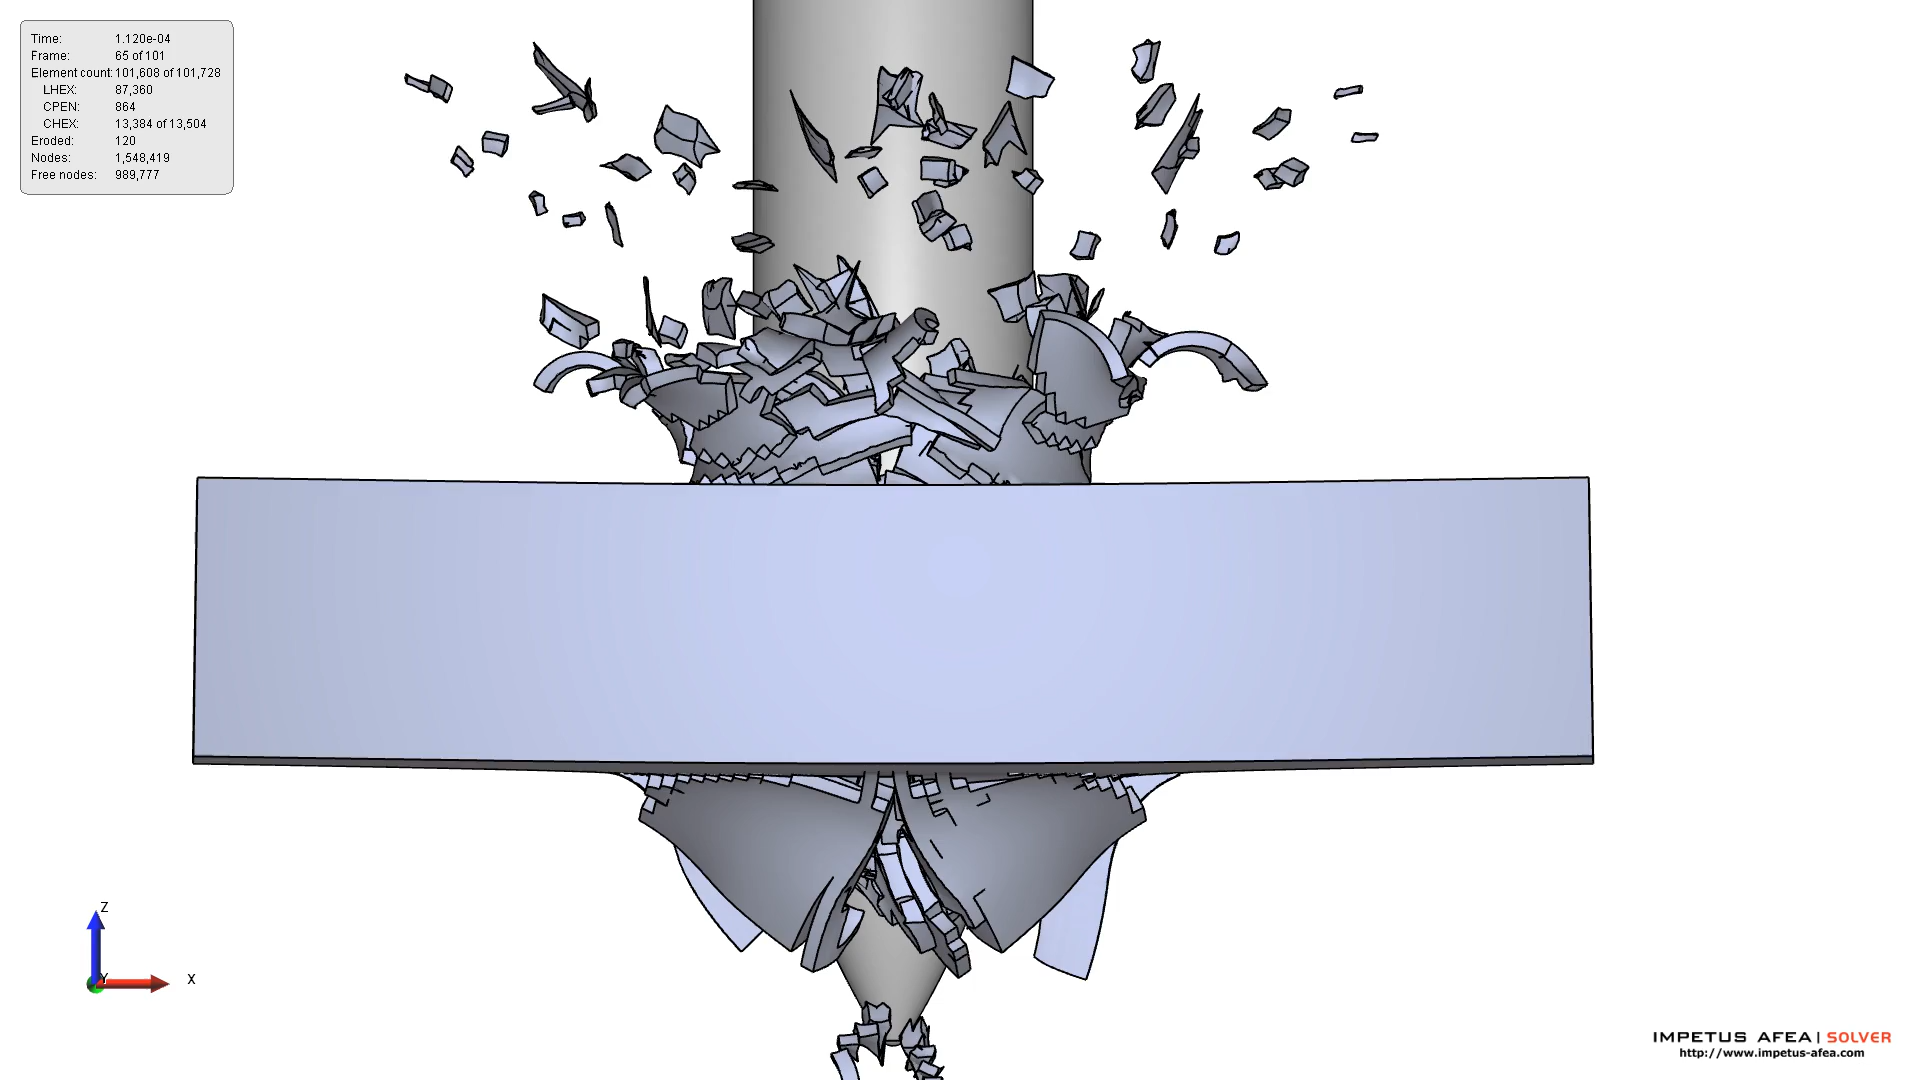 Time: 1.120e-04
Frame: 65 of 101
Element count: 101,608 of 101,728
LHEX: 87,360
CPEN: 864
CHEX: 13,384 of 13,504
Eroded: 120
Nodes: 1,548,419
Free nodes: 989,777
Z
Y
X
IMPETUS AFEA | SOLVER
http://www.impetus-afea.com